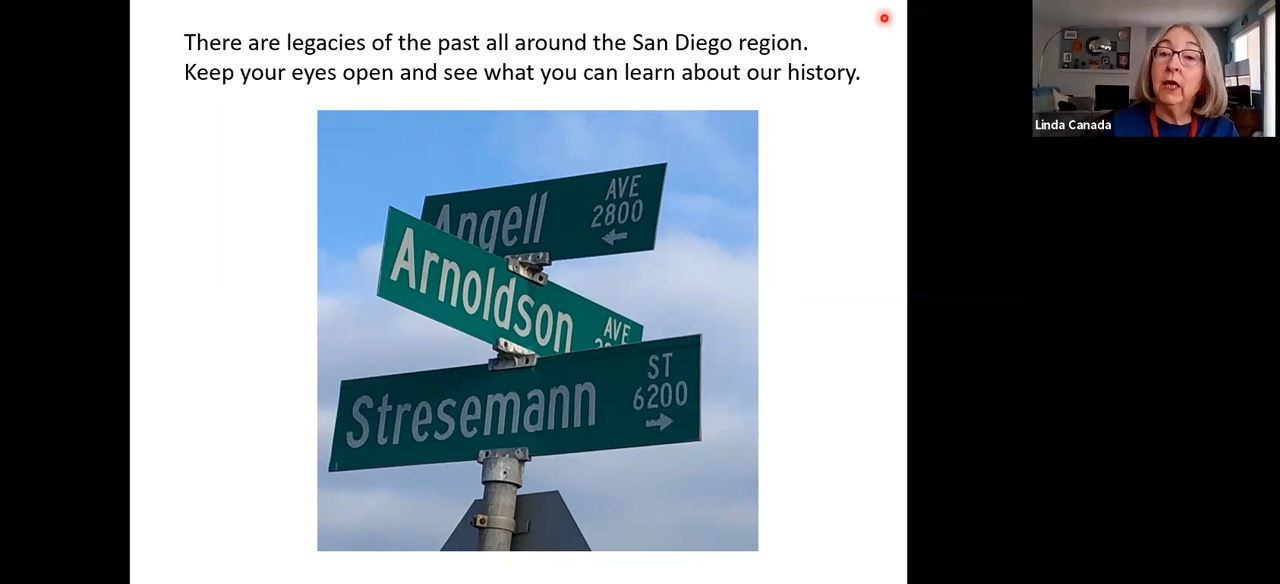 There are legacies of the past all around the San Diego region.
Keep your eyes open and see what you can learn about our history.
Linda Canada
Angell AVE
2800
Arnoldson AVE
Stresemann ST
6200